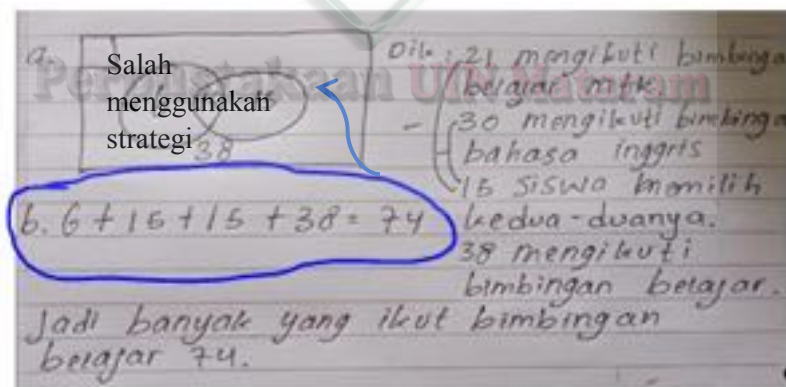 a.
Salah
menggunakan
strategi
38
Dik : 21 mengikuti bimbinga
belajar mtk.
30 mengikuti bimbinga
bahasa inggris
15 siswa memilih
kedua-duanya.
38 mengikuti
bimbingan belajar.
b. 6 + 15 + 15 + 38 = 74
Jadi banyak yang ikut bimbingan
belajar 74.
Perpustakaan UIN Mataram